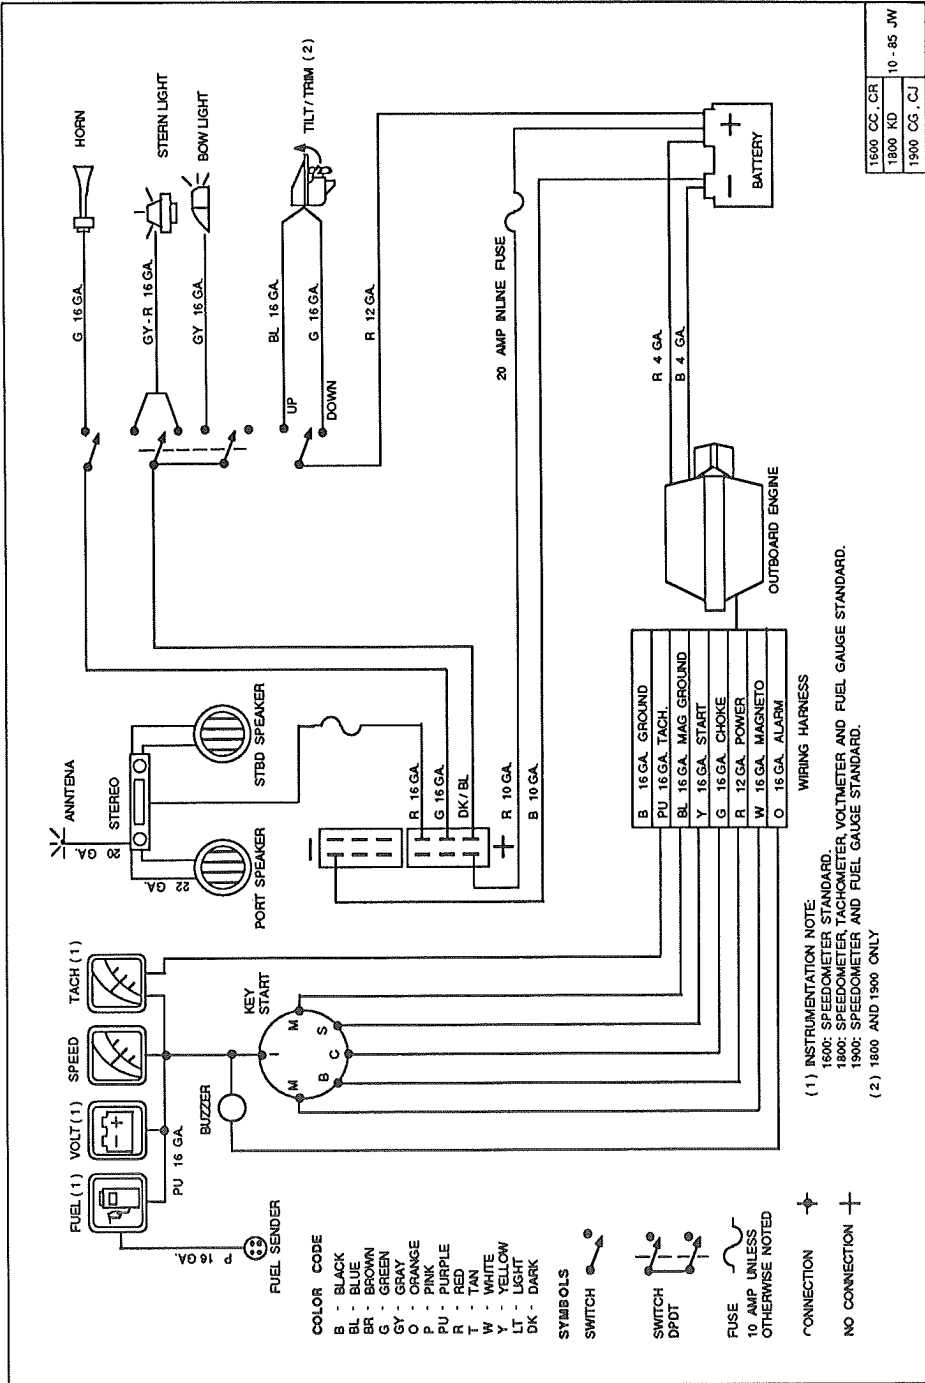 HORN
STERN LIGHT
BOW LIGHT
TILT/TRIM (2)
G 16 GA.
GY-R 16 GA.
GY 16 GA.
BL 16 GA.
G 16 GA.
R 12 GA.
UP
DOWN
20 AMP INLINE FUSE
+
-
BATTERY
R 4 GA.
B 4 GA.
OUTBOARD ENGINE
ANNTENA
20 GA.
STEREO
STBD SPEAKER
PORT SPEAKER
22 GA.
R 16 GA.
G 16 GA.
DK/BL
-
+
R 10 GA.
B 10 GA.
B 16 GA. GROUND
PU 16 GA. TACH.
BL 16 GA. MAG GROUND
Y 16 GA. START
G 16 GA. CHOKE
R 12 GA. POWER
W 16 GA. MAGNETO
O 16 GA. ALARM
WIRING HARNESS
FUEL (1)
VOLT (1)
SPEED
TACH (1)
- +
PU 16 GA.
P 16 GA.
FUEL SENDER
BUZZER
KEY
START
I
M
M
B
C
S
COLOR CODE
B - BLACK
BL - BLUE
BR - BROWN
G - GREEN
GY - GRAY
O - ORANGE
P - PINK
PU - PURPLE
R - RED
T - TAN
W - WHITE
Y - YELLOW
LT - LIGHT
DK - DARK
SYMBOLS
SWITCH
SWITCH
DPDT
FUSE
10 AMP UNLESS
OTHERWISE NOTED
CONNECTION
NO CONNECTION
(1) INSTRUMENTATION NOTE:
1600: SPEEDOMETER STANDARD.
1800: SPEEDOMETER, TACHOMETER, VOLTMETER AND FUEL GAUGE STANDARD.
1900: SPEEDOMETER AND FUEL GAUGE STANDARD.
(2) 1800 AND 1900 ONLY
1600 CC, CR
1800 KD
1900 CG, CJ
10-85 JW